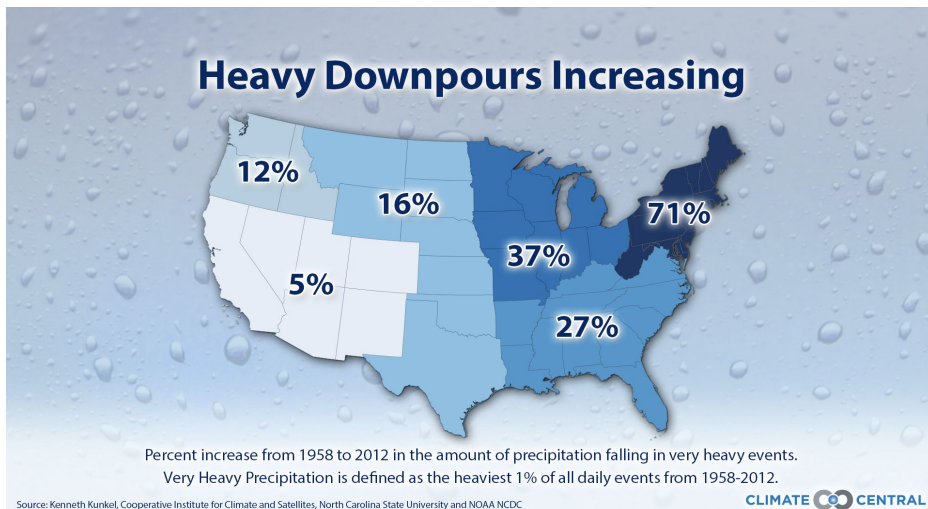 Heavy Downpours Increasing
12%
16%
71%
37%
5%
27%
Percent increase from 1958 to 2012 in the amount of precipitation falling in very heavy events.
Very Heavy Precipitation is defined as the heaviest 1% of all daily events from 1958-2012.
Source: Kenneth Kunkel, Cooperative Institute for Climate and Satellites, North Carolina State University and NOAA NCDC
CLIMATE CENTRAL